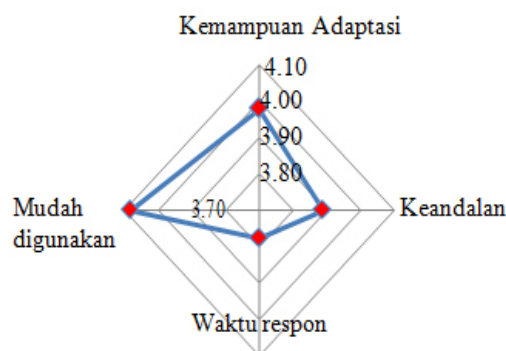 Kemampuan Adaptasi
4.10
4.00
3.90
3.80
3.70
Mudah
digunakan
Keandalan
Waktu respon